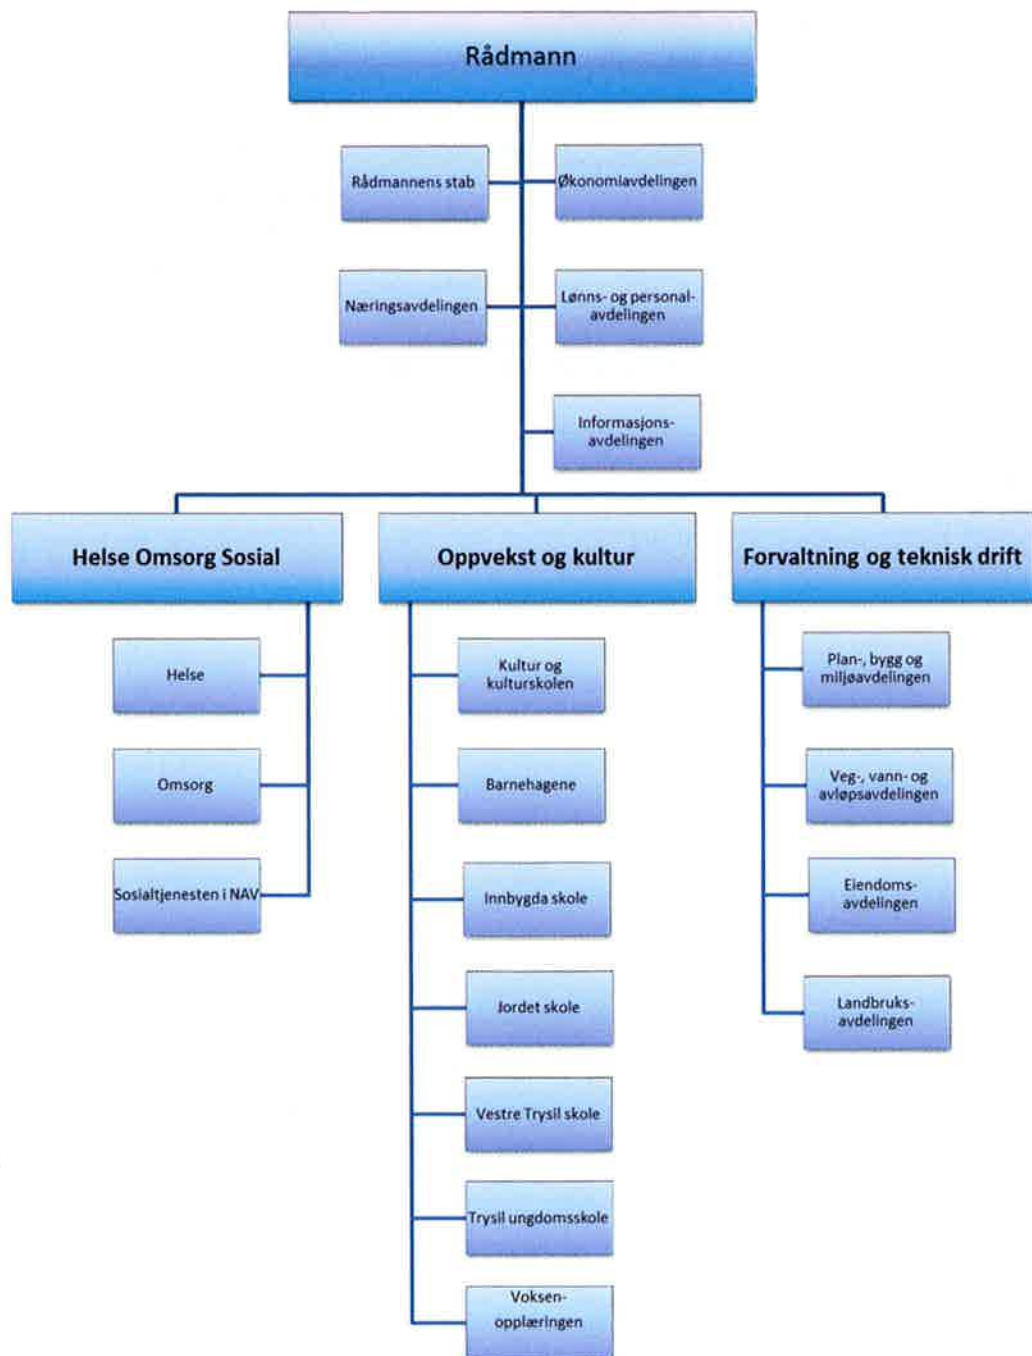 Rådmann
Rådmannens stab
Økonomiavdelingen
Næringsavdelingen
Lønns- og personal-
avdelingen
Informasjons-
avdelingen
Helse Omsorg Sosial
Helse
Omsorg
Sosialtjenesten i NAV
Oppvekst og kultur
Kultur og
kulturskolen
Barnehagene
Innbygda skole
Jordet skole
Vestre Trysil skole
Trysil ungdomsskole
Voksen-
opplæringen
Forvaltning og teknisk drift
Plan-, bygg og
miljøavdelingen
Veg-, vann- og
avløpsavdelingen
Eiendoms-
avdelingen
Landbruks-
avdelingen